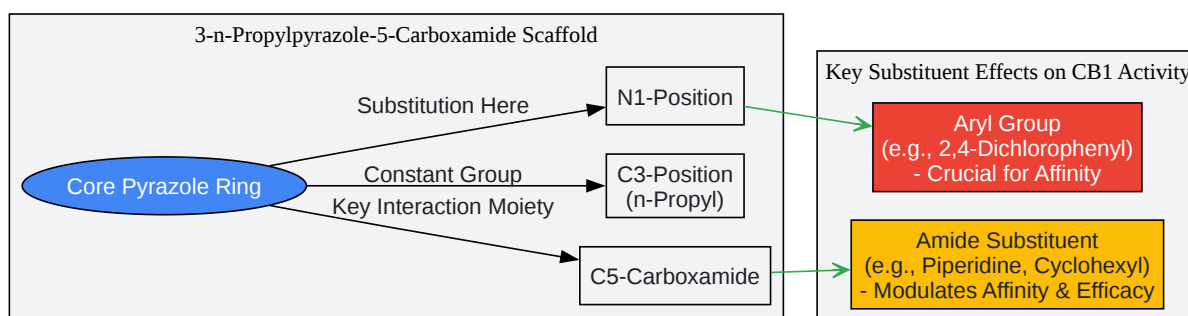 3-n-Propylpyrazole-5-Carboxamide Scaffold
Core Pyrazole Ring
Substitution Here
Constant Group
Key Interaction Moiety
N1-Position
C3-Position
(n-Propyl)
C5-Carboxamide
Key Substituent Effects on CB1 Activity
Aryl Group
(e.g., 2,4-Dichlorophenyl)
- Crucial for Affinity
Amide Substituent
(e.g., Piperidine, Cyclohexyl)
- Modulates Affinity & Efficacy